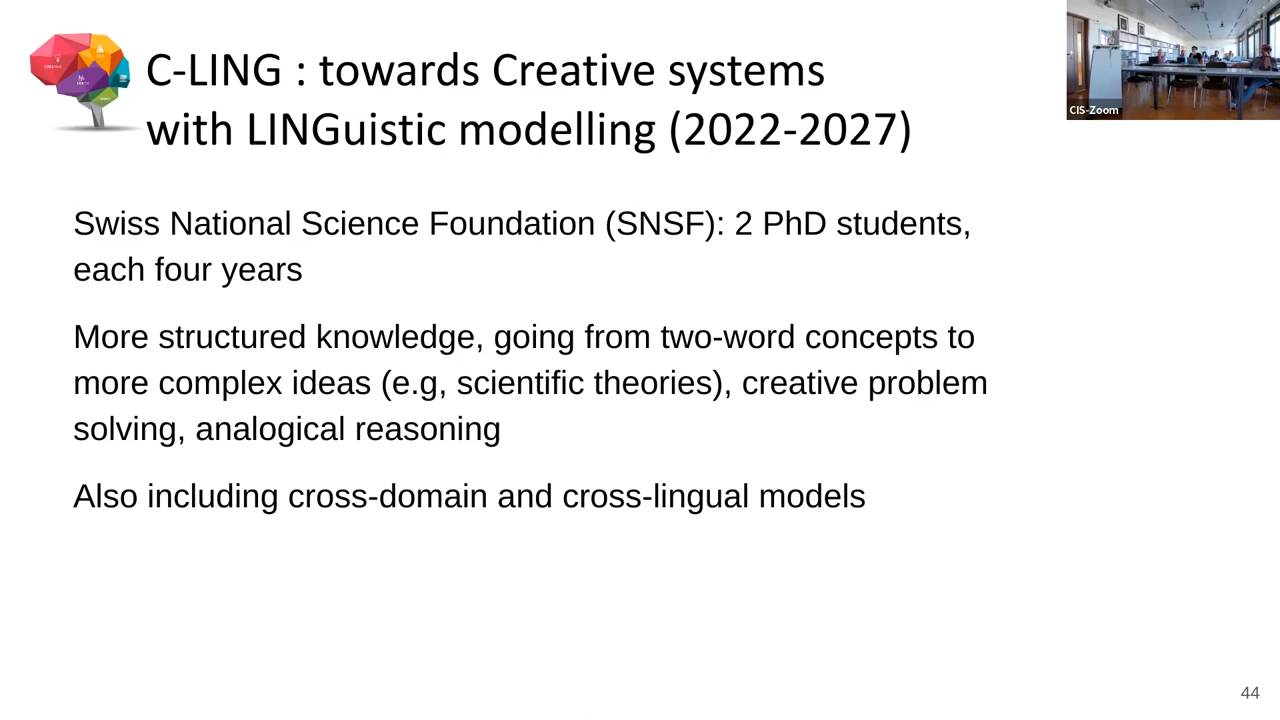 C-LING : towards Creative systems
with LINGuistic modelling (2022-2027)
CIS-Zoom
Swiss National Science Foundation (SNSF): 2 PhD students,
each four years
More structured knowledge, going from two-word concepts to
more complex ideas (e.g, scientific theories), creative problem
solving, analogical reasoning
Also including cross-domain and cross-lingual models
44